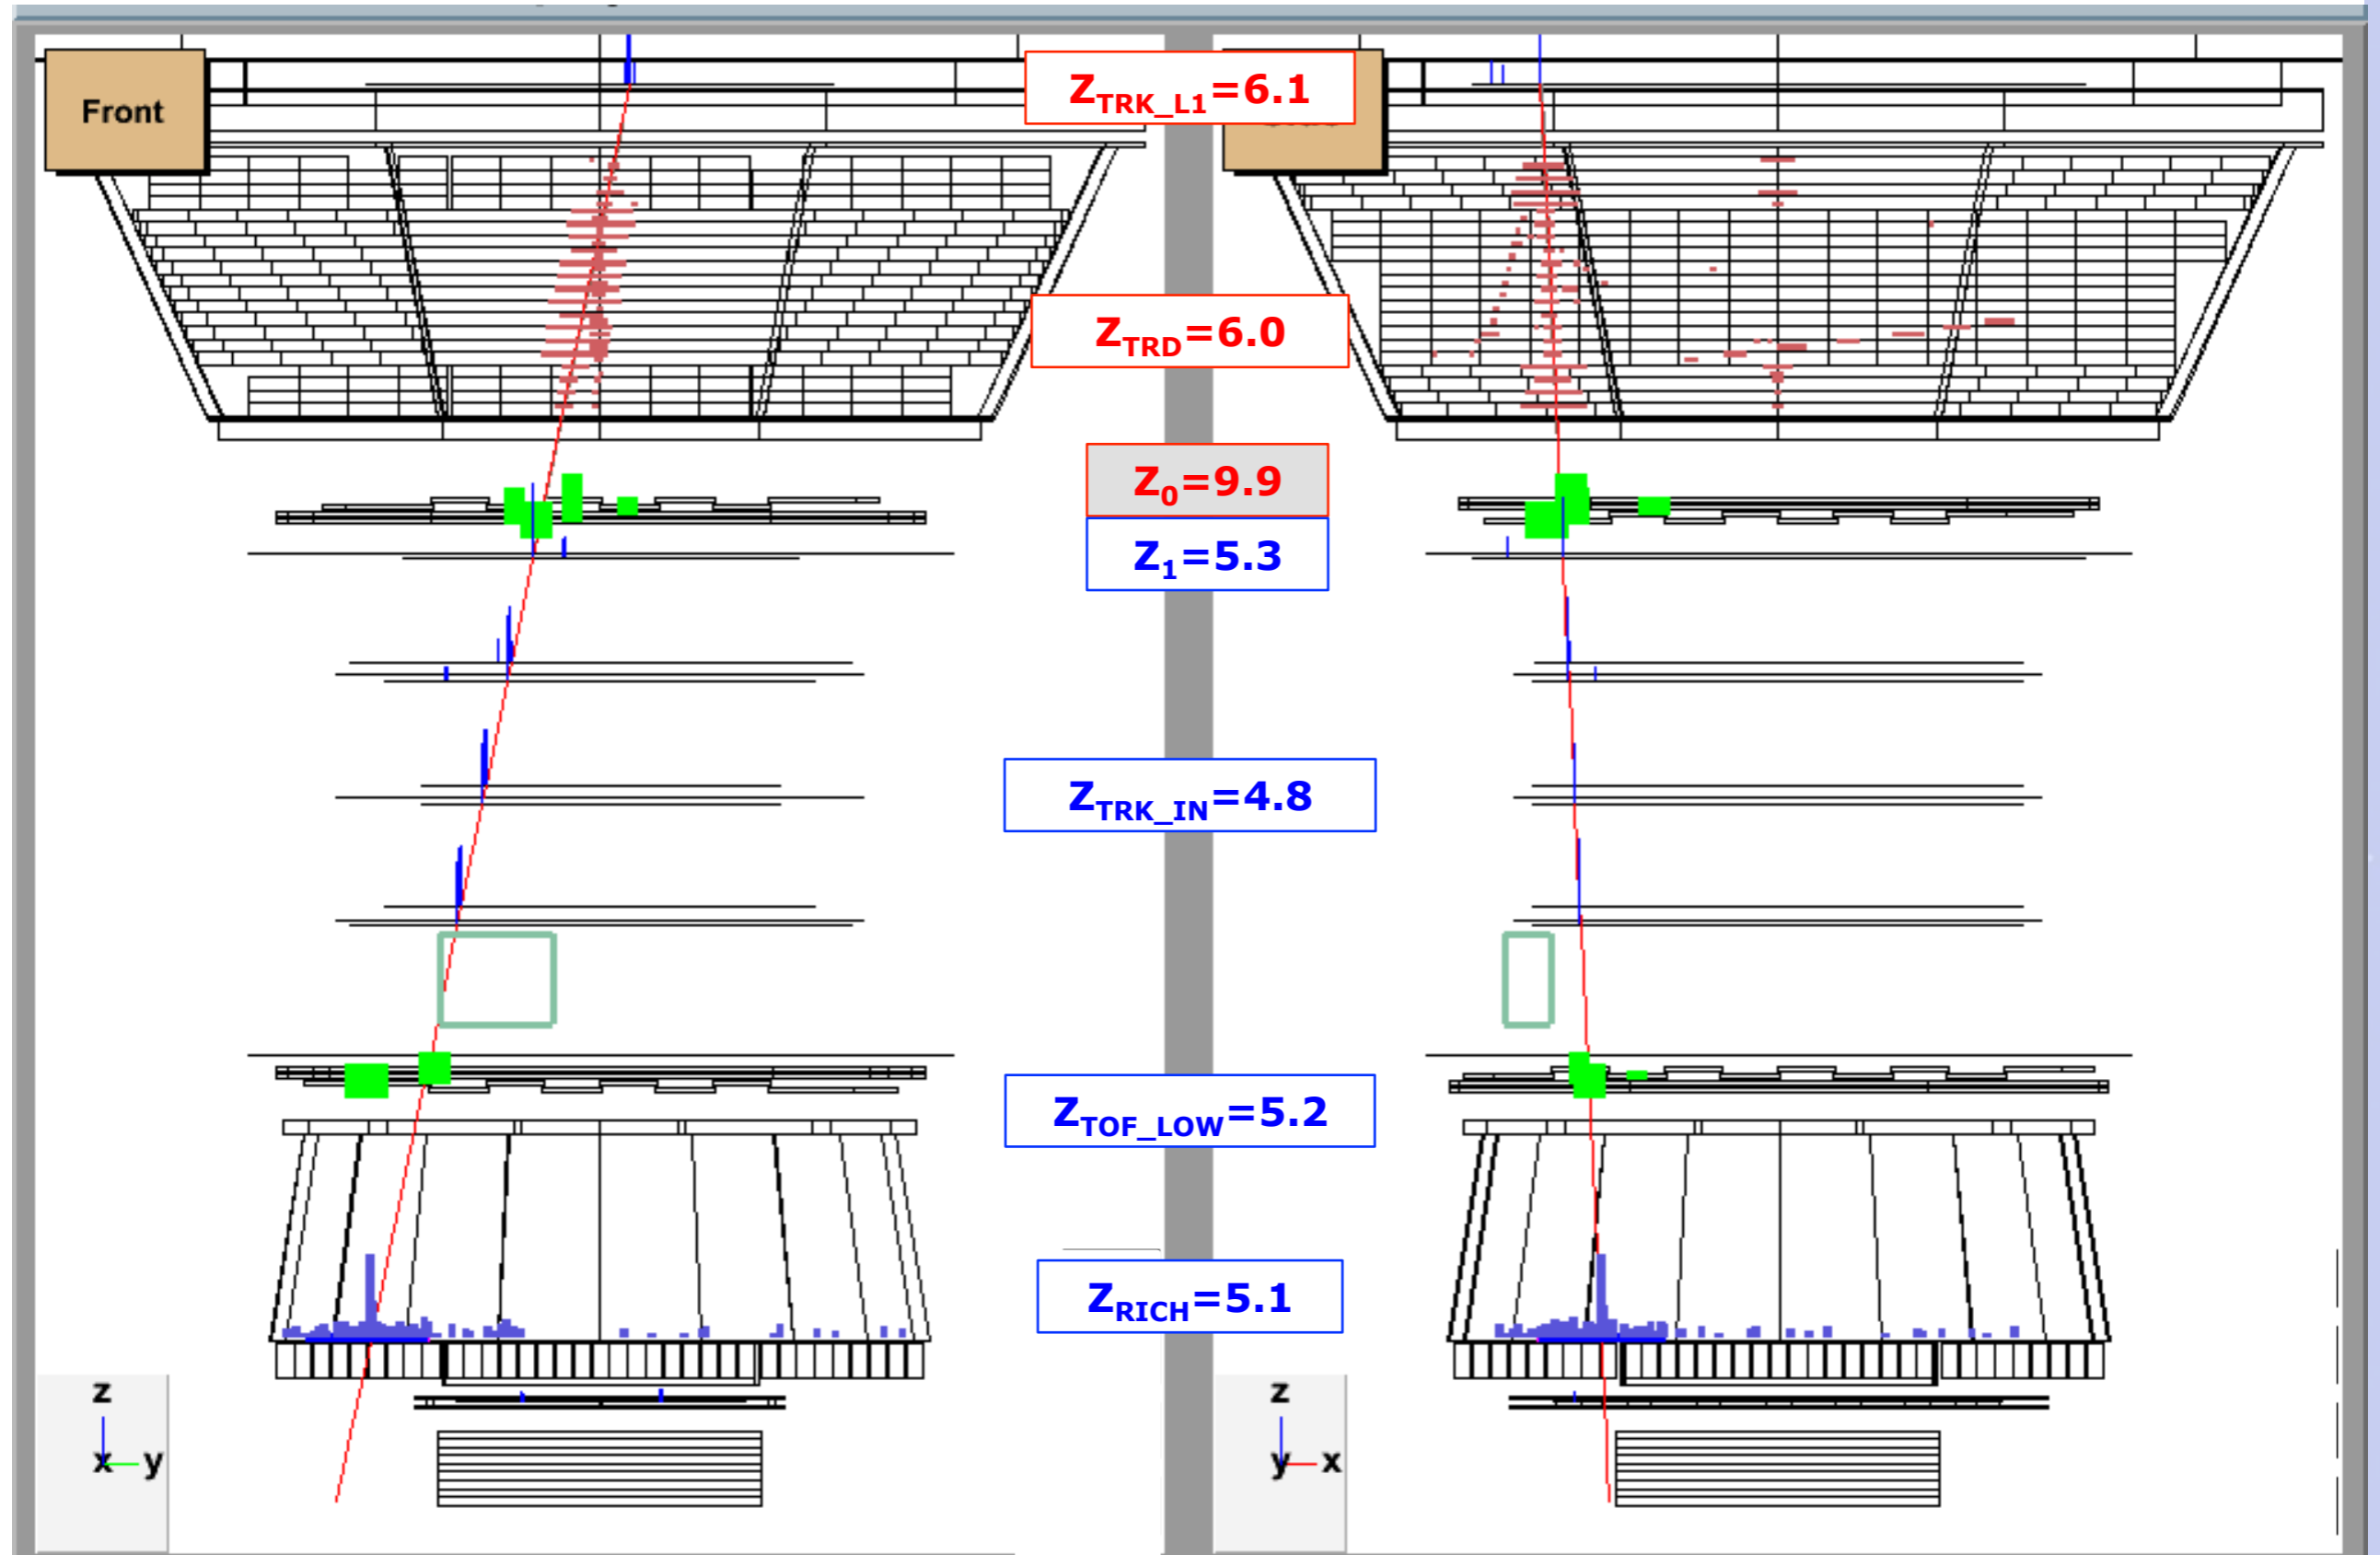 Front
Z_TRK_L1=6.1
Z_TRD=6.0
Z_0=9.9
Z_1=5.3
Z_TRK_IN=4.8
Z_TOF_LOW=5.2
Z_RICH=5.1
z
x y
z
y x